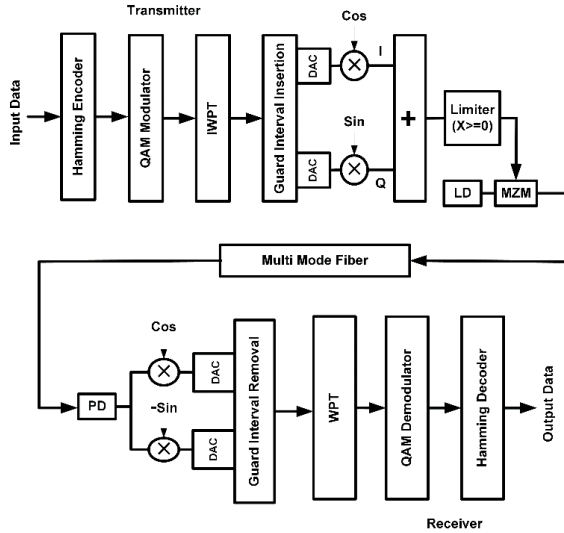 Transmitter
Input Data
Hamming Encoder
QAM Modulator
IWPT
Guard Interval Insertion
DAC
Cos
I
DAC
Sin
Q
+
Limiter
(X>=0)
LD
MZM
Multi Mode Fiber
PD
Cos
-Sin
DAC
DAC
Guard Interval Removal
WPT
QAM Demodulator
Hamming Decoder
Output Data
Receiver